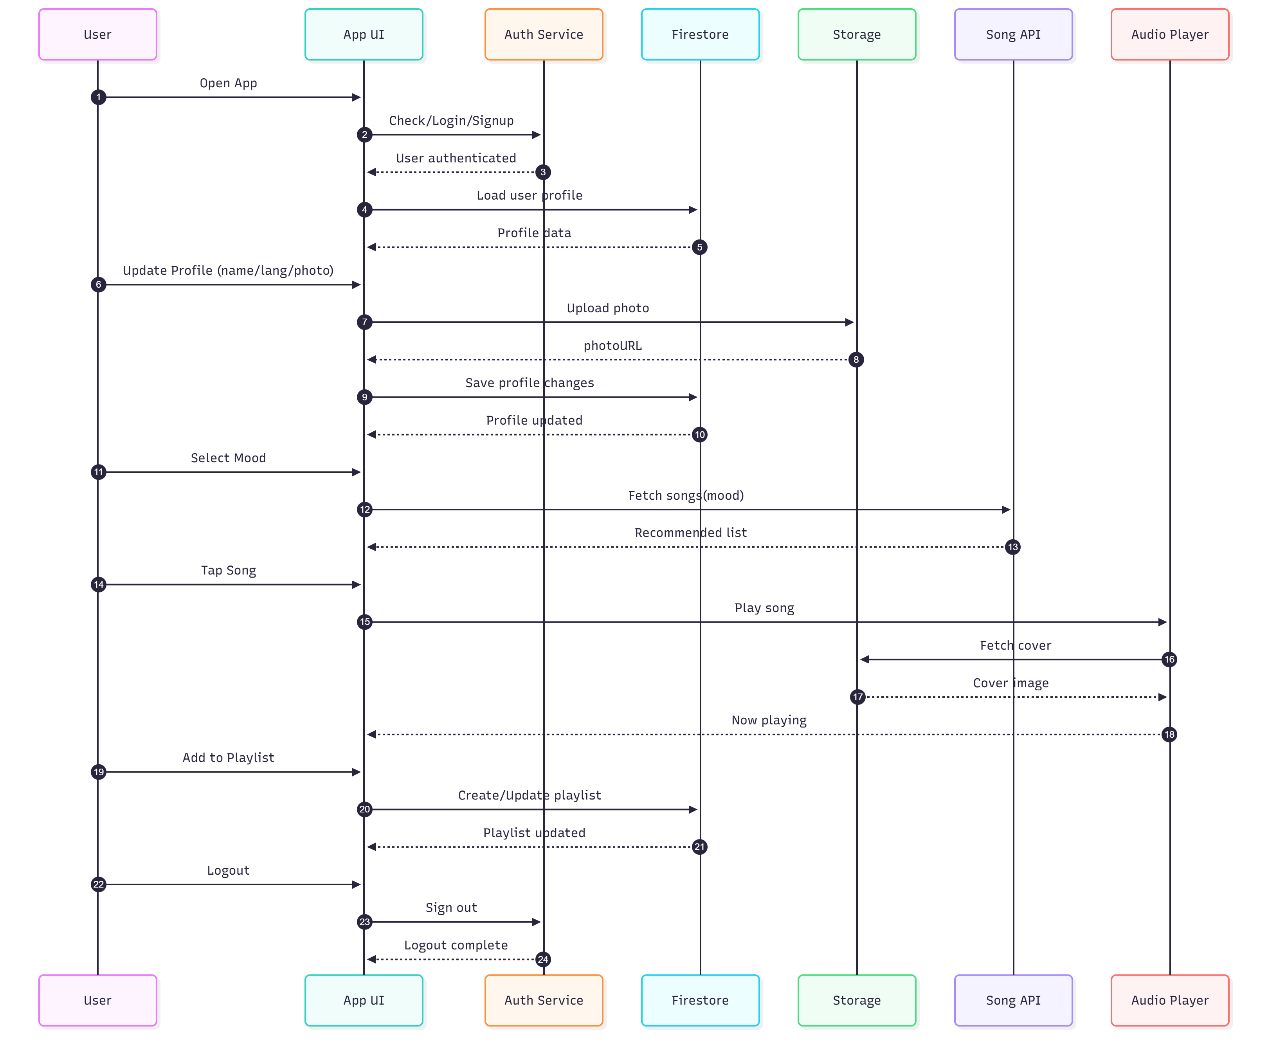 User
App UI
Auth Service
Firestore
Storage
Song API
Audio Player
Open App
1
Check/Login/Signup
2
User authenticated
3
Load user profile
4
Profile data
5
Update Profile (name/lang/photo)
6
Upload photo
7
photoURL
8
Save profile changes
9
Profile updated
10
Select Mood
11
Fetch songs(mood)
12
Recommended list
13
Tap Song
14
Play song
15
Fetch cover
16
Cover image
17
Now playing
18
Add to Playlist
19
Create/Update playlist
20
Playlist updated
21
Logout
22
Sign out
23
Logout complete
24
User
App UI
Auth Service
Firestore
Storage
Song API
Audio Player